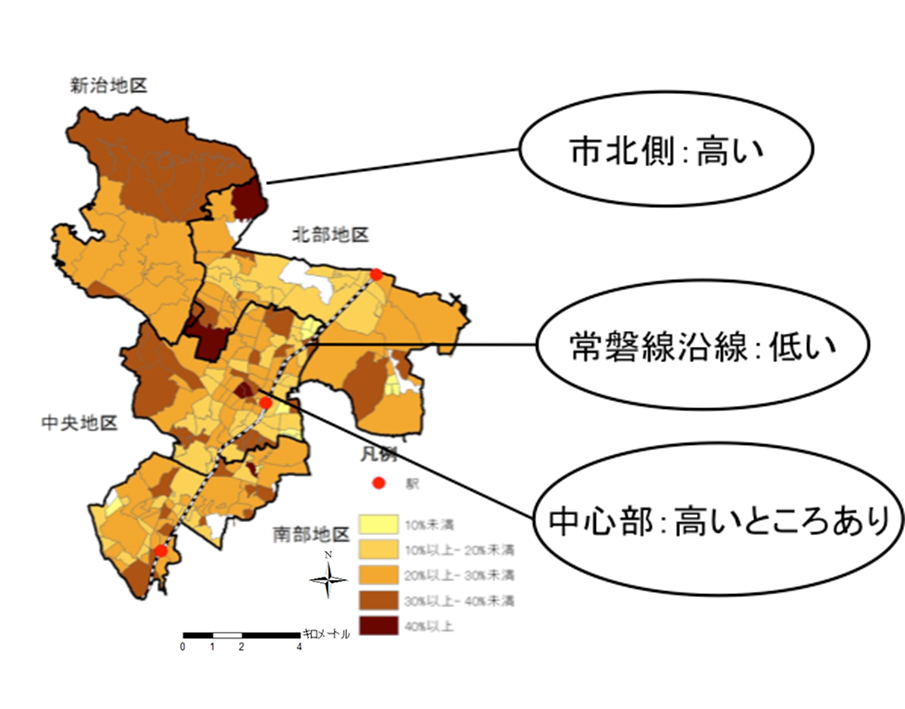 新治地区
市北側：高い
北部地区
常磐線沿線：低い
中央地区
凡例
駅
中心部：高いところあり
南部地区
10%未満
10%以上－20%未満
20%以上－30%未満
30%以上－40%未満
40%以上
N
キロメートル
0 1 2 4